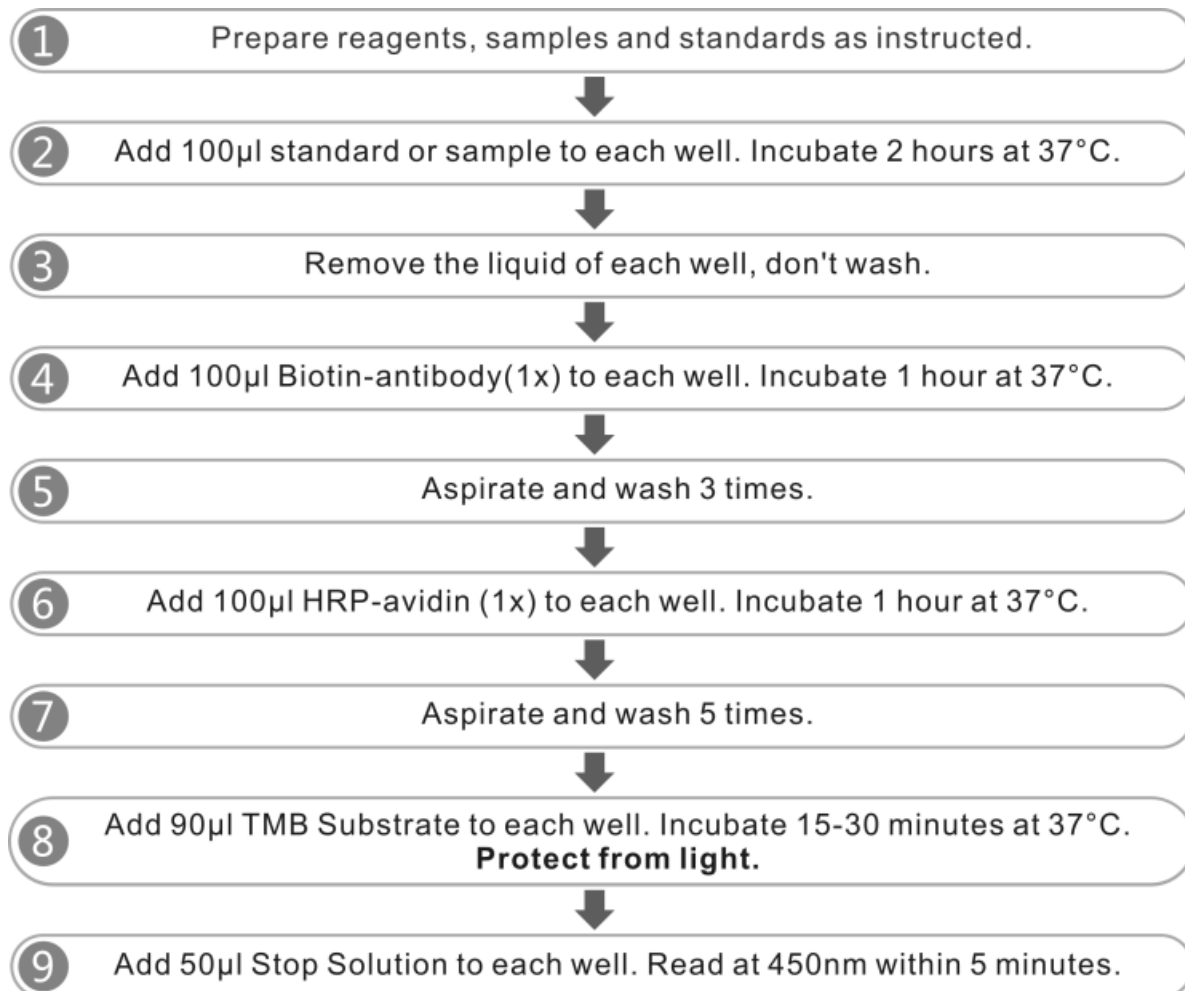 1 Prepare reagents, samples and standards as instructed.
2 Add 100μl standard or sample to each well. Incubate 2 hours at 37°C.
3 Remove the liquid of each well, don't wash.
4 Add 100μl Biotin-antibody(1x) to each well. Incubate 1 hour at 37°C.
5 Aspirate and wash 3 times.
6 Add 100μl HRP-avidin (1x) to each well. Incubate 1 hour at 37°C.
7 Aspirate and wash 5 times.
8 Add 90μl TMB Substrate to each well. Incubate 15-30 minutes at 37°C.
Protect from light.
9 Add 50μl Stop Solution to each well. Read at 450nm within 5 minutes.